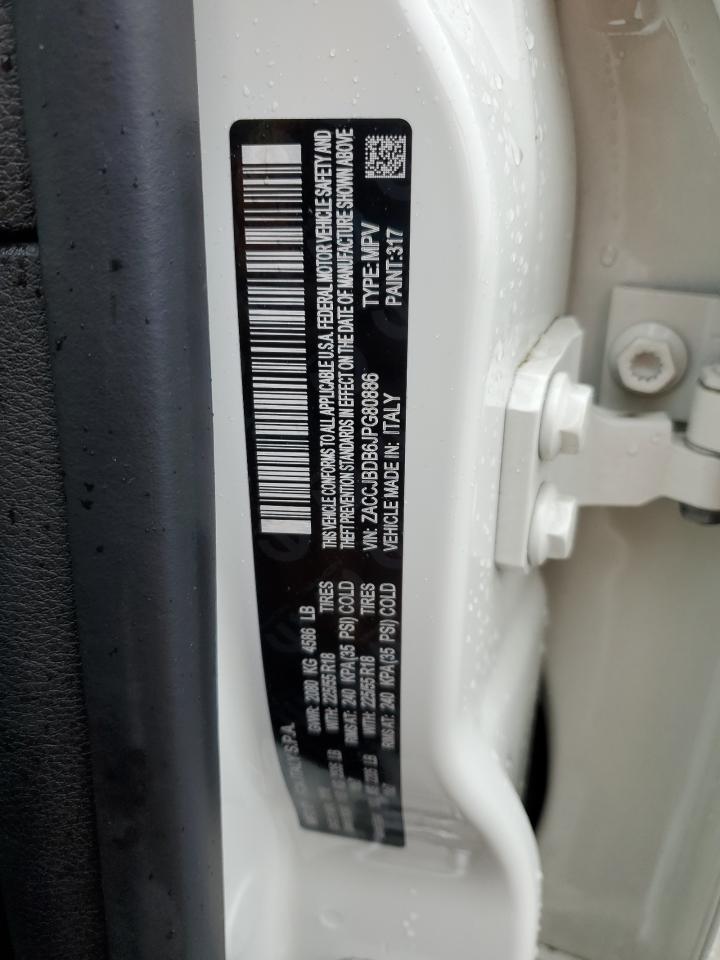 S.P.A.
GVWR: 2080 KG 4586 LB
WITH: 225/55 R18 TIRES
RIMS AT: 240 KPA(35 PSI) COLD
WITH: 225/55 R18 TIRES
RIMS AT: 240 KPA(35 PSI) COLD
THIS VEHICLE CONFORMS TO ALL APPLICABLE U.S.A. FEDERAL MOTOR VEHICLE SAFETY AND
THEFT PREVENTION STANDARDS IN EFFECT ON THE DATE OF MANUFACTURE SHOWN ABOVE
VIN: ZACCJBDB6JPG80886 TYPE: MPV
VEHICLE MADE IN: ITALY PAINT: 317